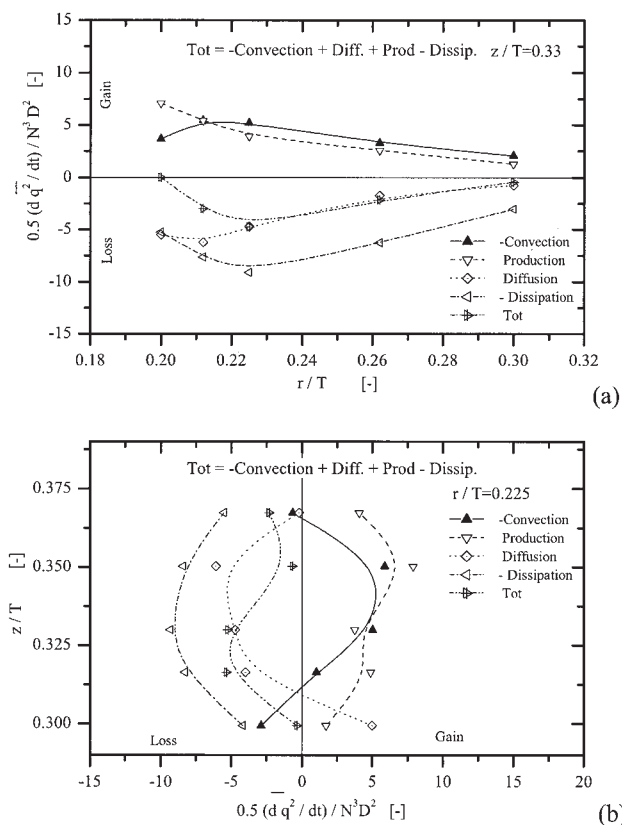 15
Tot = -Convection + Diff. + Prod - Dissip. z / T=0.33
10
Gain
5
0
-5
Loss
-10
-15
0.5 (d q² / dt) / N³ D² [-]
-Convection
Production
Diffusion
- Dissipation
Tot
0.18 0.20 0.22 0.24 0.26 0.28 0.30 0.32
r / T [-]
(a)
Tot = -Convection + Diff. + Prod - Dissip.
r / T=0.225
0.375
-Convection
Production
Diffusion
- Dissipation
Tot
0.350
z / T [-]
0.325
0.300
Loss Gain
-15 -10 -5 0 5 10 15 20
0.5 (d q² / dt) / N³D² [-]
(b)